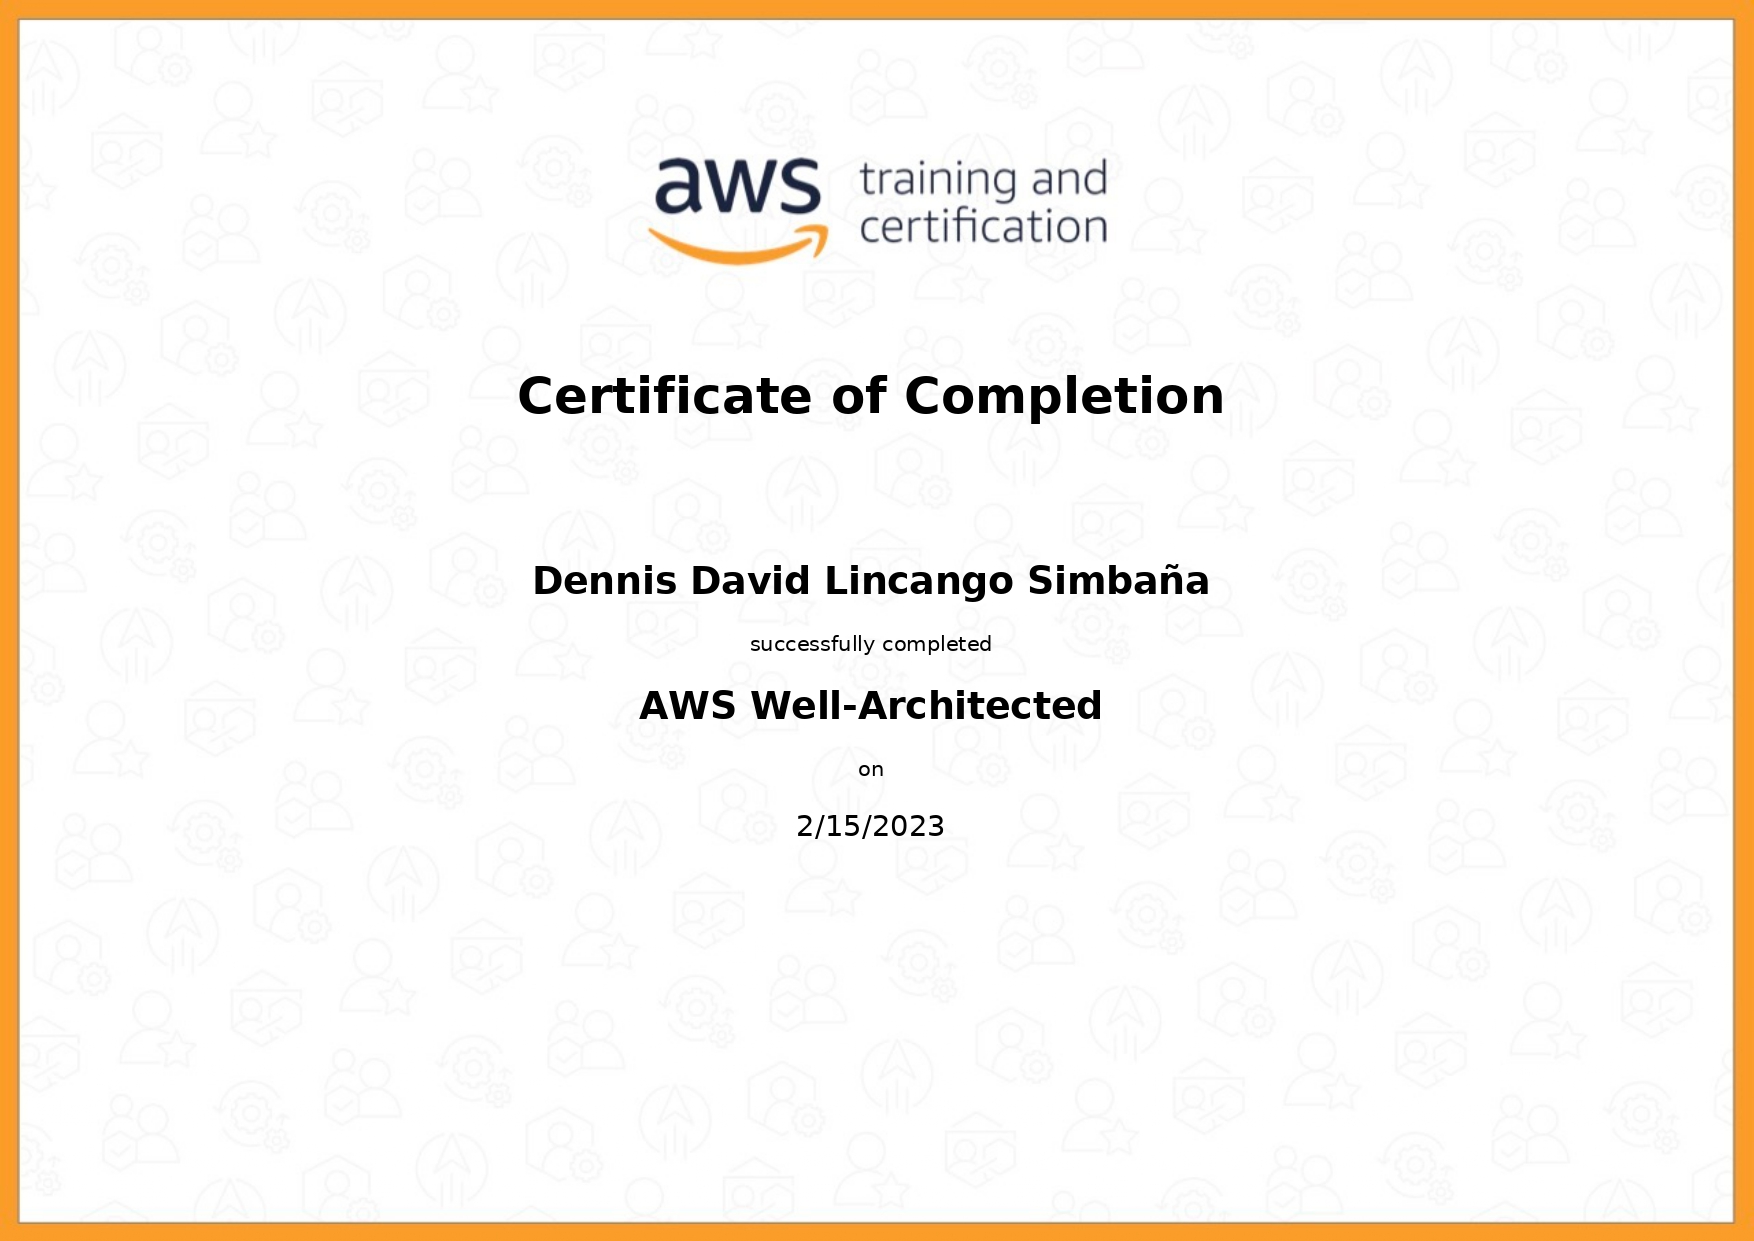 aws training and
certification
Certificate of Completion
Dennis David Lincango Simbaña
successfully completed
AWS Well-Architected
on
2/15/2023